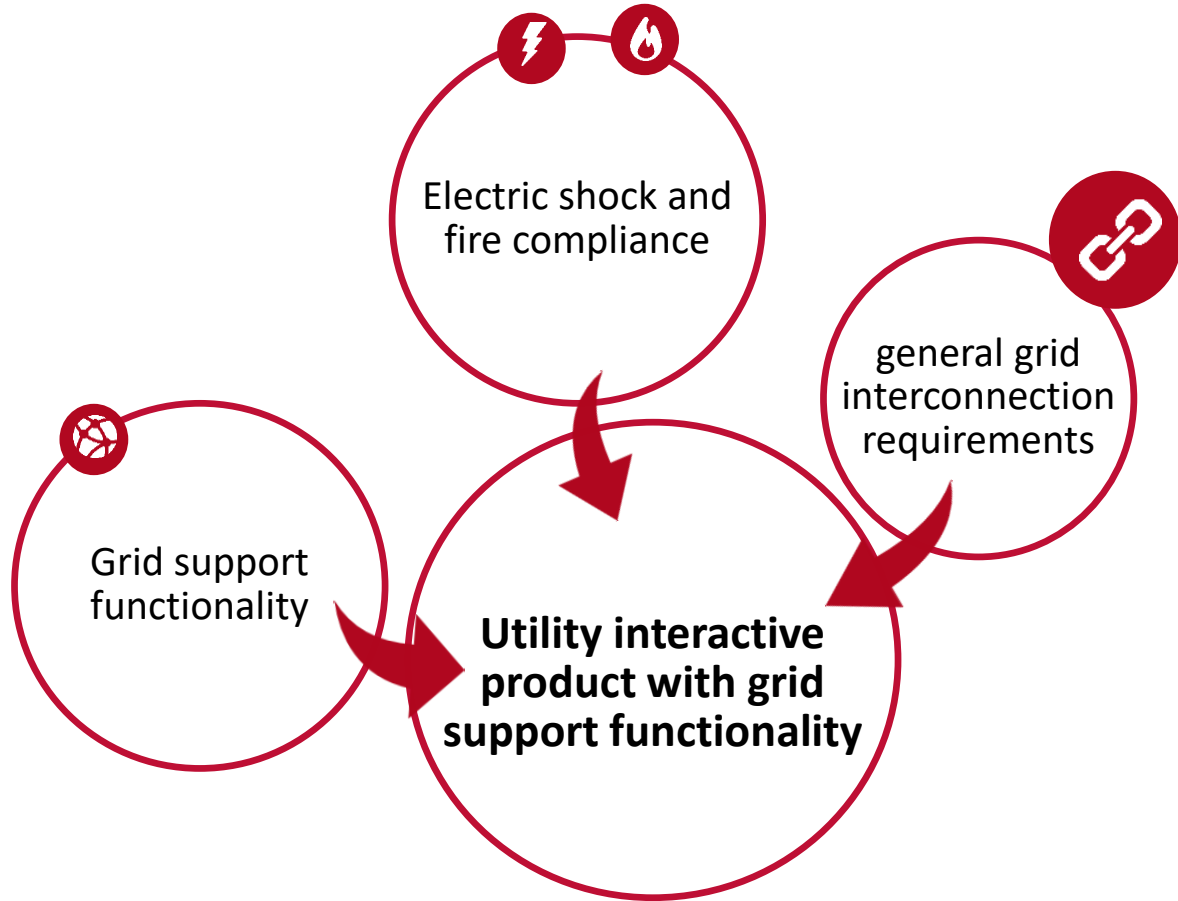 Electric shock and
fire compliance
general grid
interconnection
requirements
Grid support
functionality
Utility interactive
product with grid
support functionality